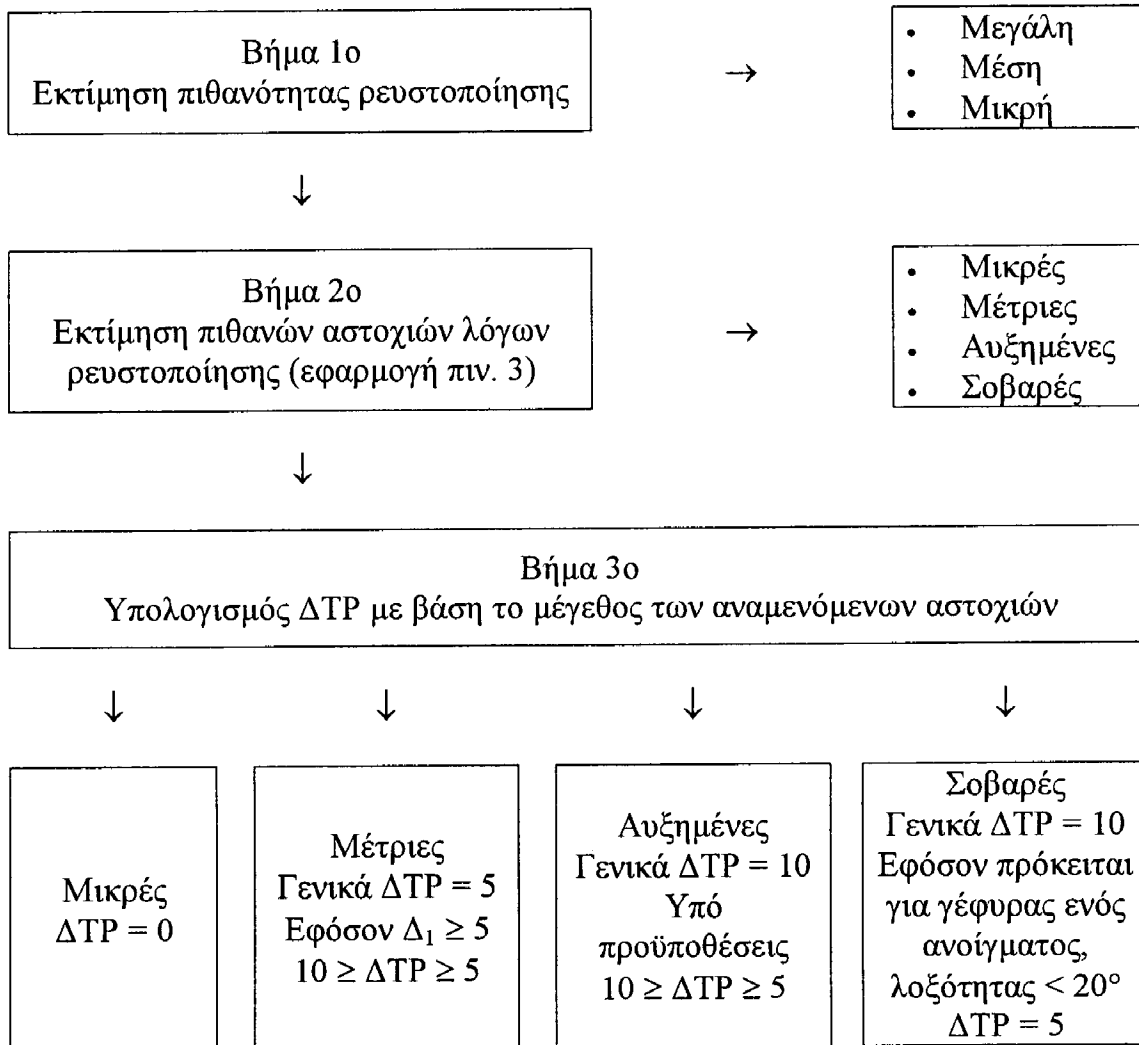 Βήμα 1ο
Εκτίμηση πιθανότητας ρευστοποίησης
→
• Μεγάλη
• Μέση
• Μικρή
↓
Βήμα 2ο
Εκτίμηση πιθανών αστοχιών λόγων
ρευστοποίησης (εφαρμογή πιν. 3)
→
• Μικρές
• Μέτριες
• Αυξημένες
• Σοβαρές
↓
Βήμα 3ο
Υπολογισμός ΔΤΡ με βάση το μέγεθος των αναμενόμενων αστοχιών
↓ ↓ ↓ ↓
Μικρές
ΔΤΡ = 0
Μέτριες
Γενικά ΔΤΡ = 5
Εφόσον Δ₁ ≥ 5
10 ≥ ΔΤΡ ≥ 5
Αυξημένες
Γενικά ΔΤΡ = 10
Υπό
προϋποθέσεις
10 ≥ ΔΤΡ ≥ 5
Σοβαρές
Γενικά ΔΤΡ = 10
Εφόσον πρόκειται
για γέφυρας ενός
ανοίγματος,
λοξότητας < 20°
ΔΤΡ = 5